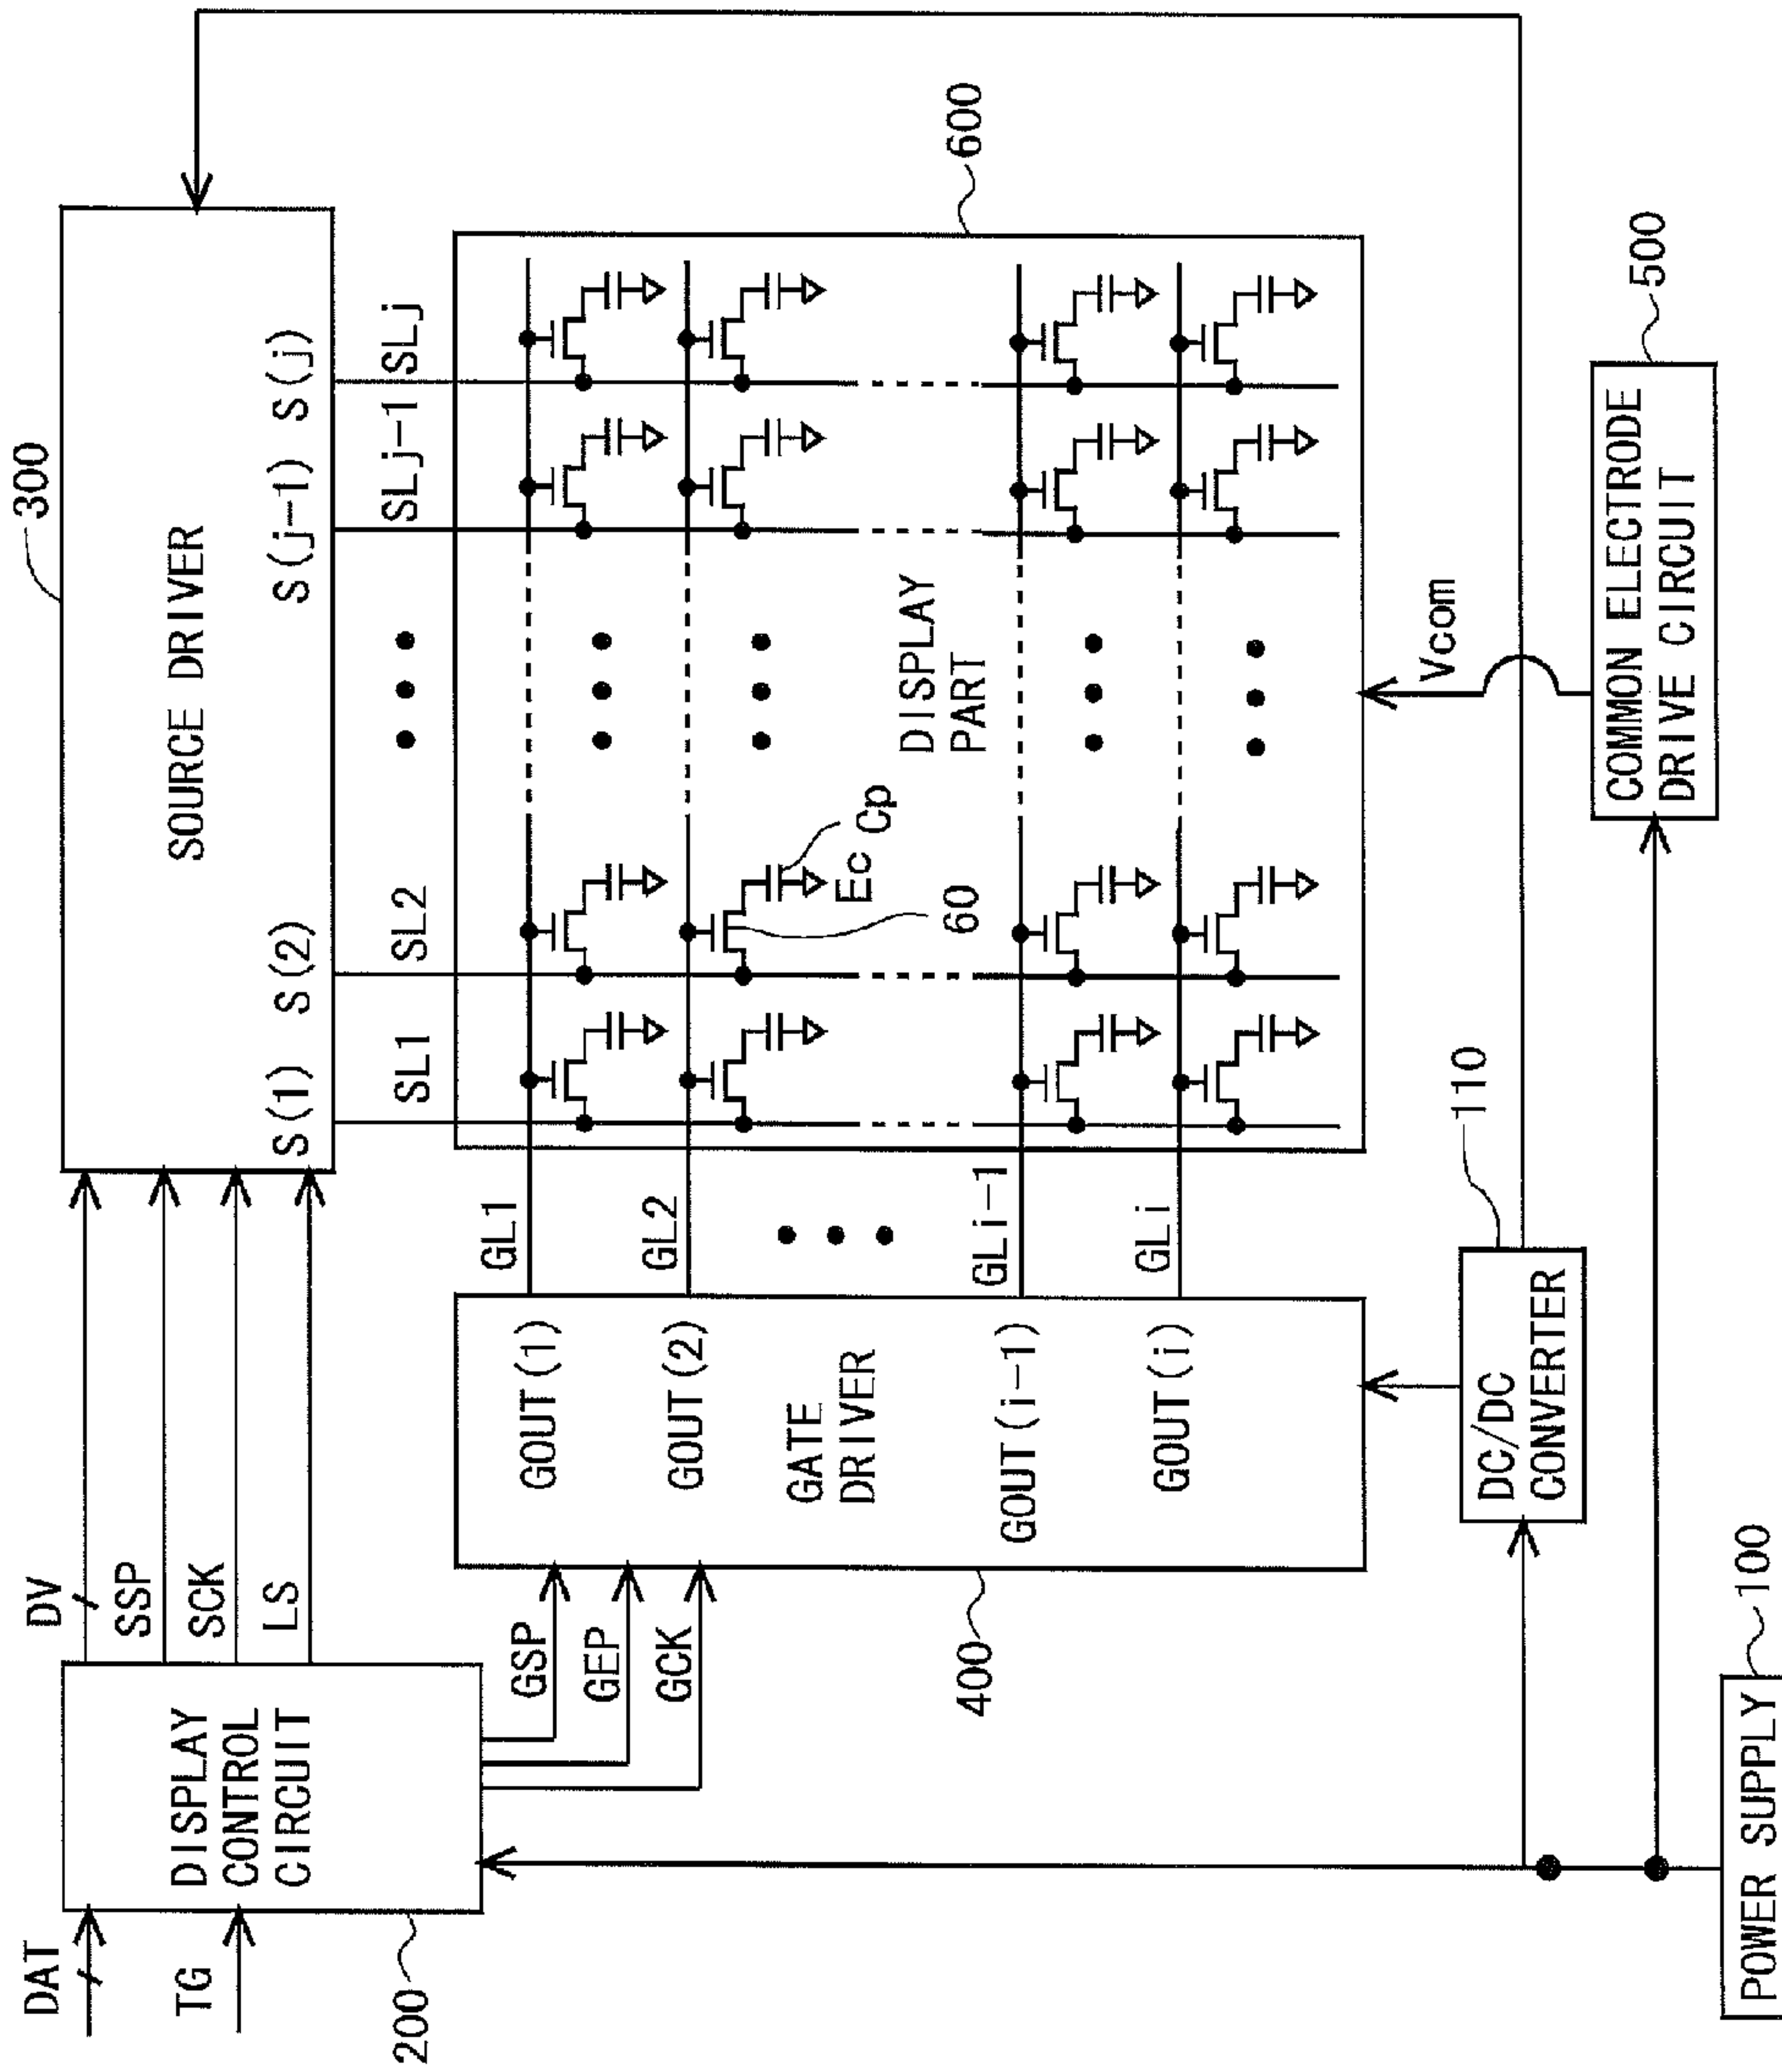 DAT
TG
200
DISPLAY
CONTROL
CIRCUIT
DV
SSP
SCK
LS
GSP
GEP
GCK
300
SOURCE DRIVER
S(1)
S(2)
S(j-1)
S(j)
SL1
SL2
SLj-1
SLj
400
GOUT(1)
GOUT(2)
GATE
DRIVER
GOUT(i-1)
GOUT(i)
GL1
GL2
GLi-1
GLi
Cp
Ec
60
DISPLAY
PART
600
Vcom
110
DC/DC
CONVERTER
500
COMMON ELECTRODE
DRIVE CIRCUIT
POWER SUPPLY
100